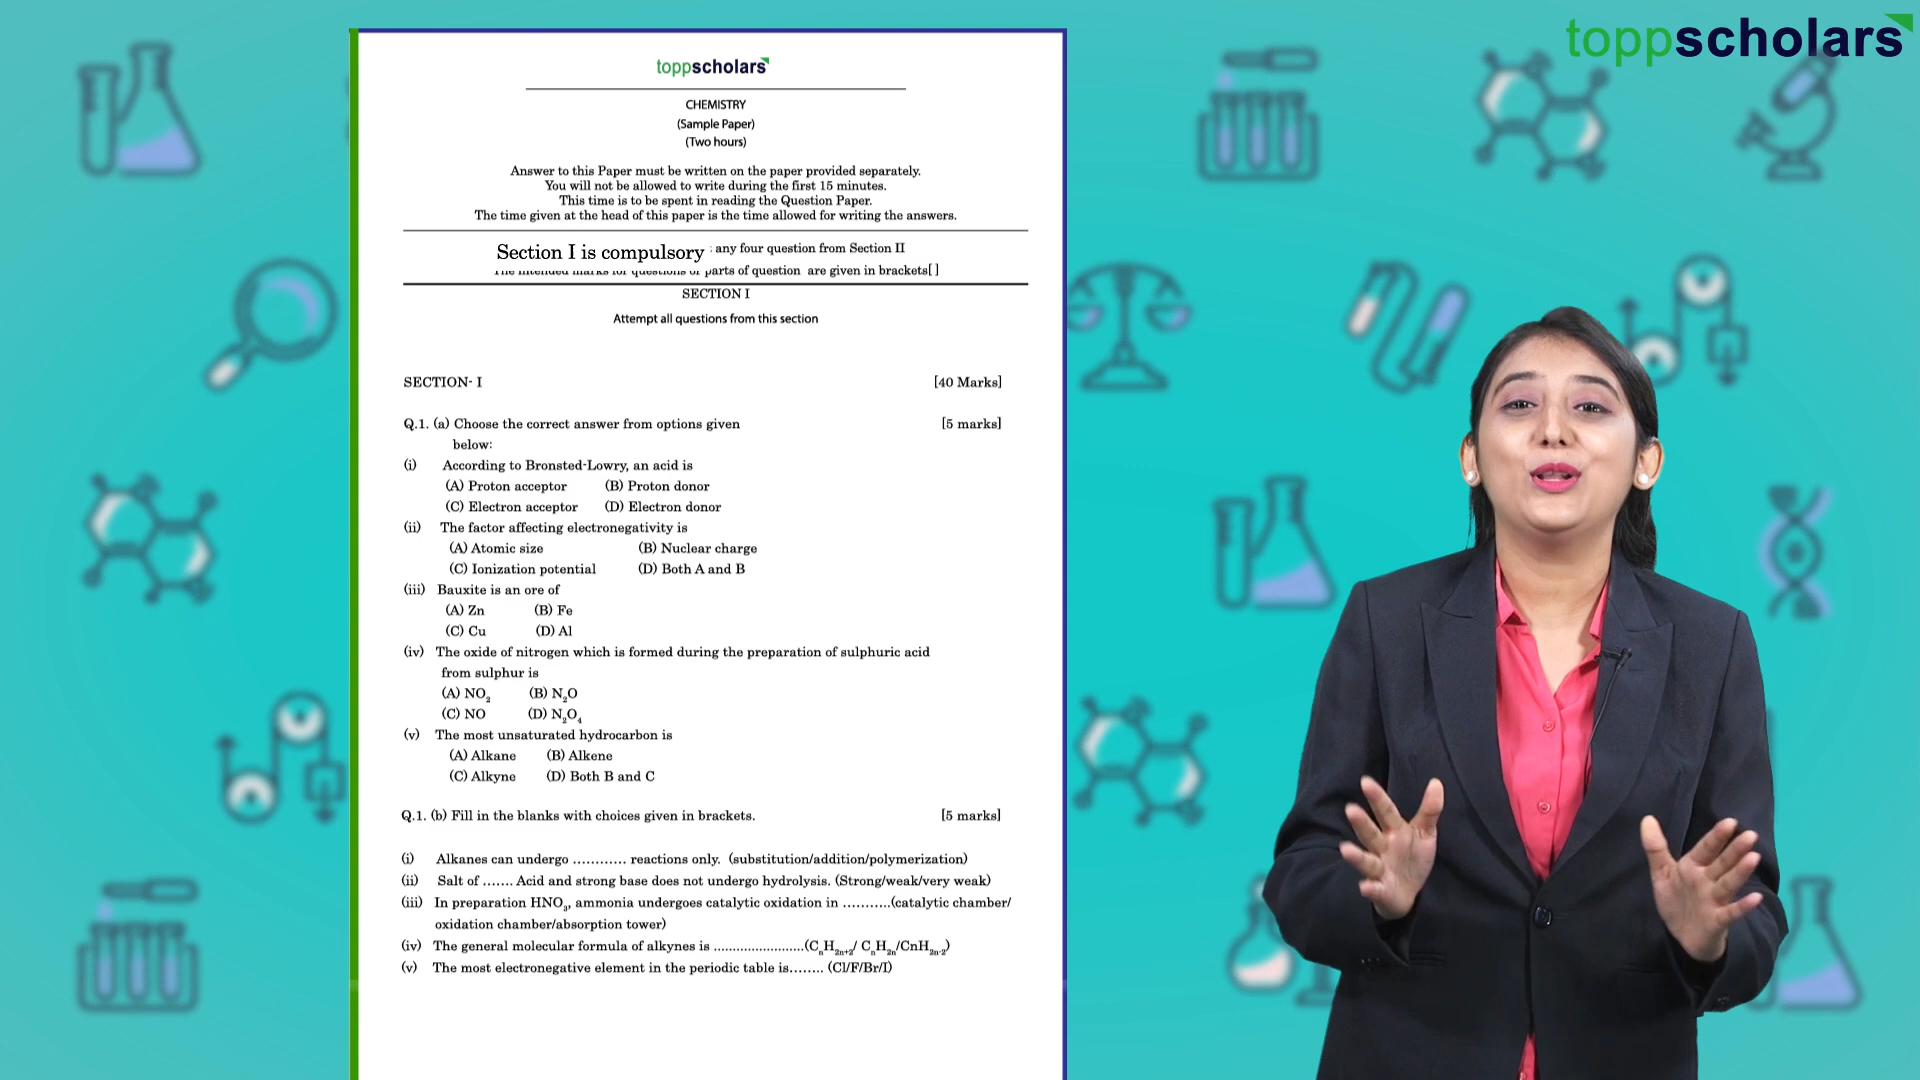 toppscholars
toppscholars
CHEMISTRY
(Sample Paper)
(Two hours)
Answer to this Paper must be written on the paper provided separately.
You will not be allowed to write during the first 15 minutes.
This time is to be spent in reading the Question Paper.
The time given at the head of this paper is the time allowed for writing the answers.
Section I is compulsory any four question from Section II
The intended marks for questions or parts of question are given in brackets[ ]
SECTION I
Attempt all questions from this section
SECTION- I [40 Marks]
Q.1. (a) Choose the correct answer from options given [5 marks]
below:
(i) According to Bronsted-Lowry, an acid is
(A) Proton acceptor (B) Proton donor
(C) Electron acceptor (D) Electron donor
(ii) The factor affecting electronegativity is
(A) Atomic size (B) Nuclear charge
(C) Ionization potential (D) Both A and B
(iii) Bauxite is an ore of
(A) Zn (B) Fe
(C) Cu (D) Al
(iv) The oxide of nitrogen which is formed during the preparation of sulphuric acid
from sulphur is
(A) NO₂ (B) N₂O
(C) NO (D) N₂O₄
(v) The most unsaturated hydrocarbon is
(A) Alkane (B) Alkene
(C) Alkyne (D) Both B and C
Q.1. (b) Fill in the blanks with choices given in brackets. [5 marks]
(i) Alkanes can undergo ............ reactions only. (substitution/addition/polymerization)
(ii) Salt of ....... Acid and strong base does not undergo hydrolysis. (Strong/weak/very weak)
(iii) In preparation HNO₃, ammonia undergoes catalytic oxidation in ...........(catalytic chamber/
oxidation chamber/absorption tower)
(iv) The general molecular formula of alkynes is .......................(CₙH₂ₙ₊₂/ CₙH₂ₙ/CnH₂ₙ₋₂)
(v) The most electronegative element in the periodic table is........ (Cl/F/Br/I)